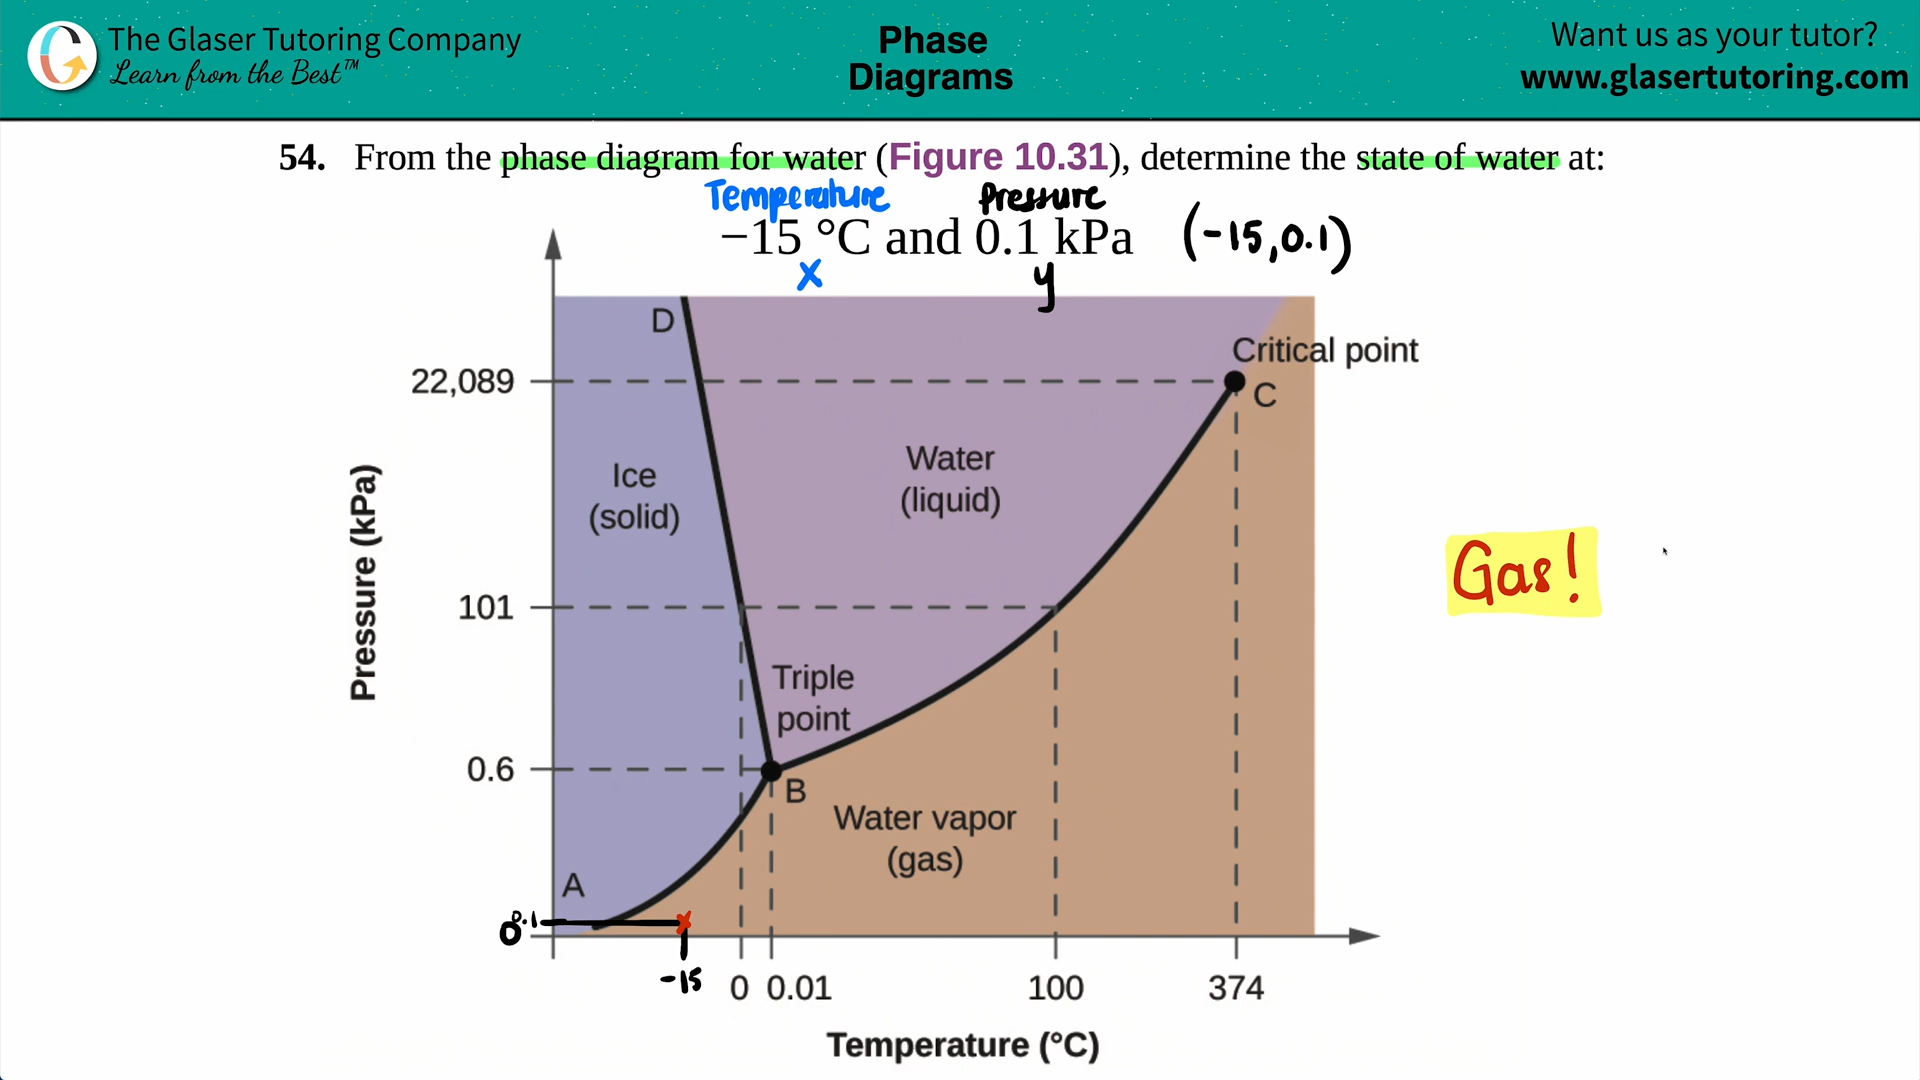 The Glaser Tutoring Company
Learn from the Best™
Phase
Diagrams
Want us as your tutor?
www.glasertutoring.com
54. From the phase diagram for water (Figure 10.31), determine the state of water at:
Temperature Pressure
−15 °C and 0.1 kPa (-15,0.1)
x y
D
Critical point
22,089
C
Ice
(solid)
Water
(liquid)
Pressure (kPa)
Gas!
101
Triple
point
0.6
B
Water vapor
(gas)
A
0.1
0
x
-15
0 0.01 100 374
Temperature (°C)